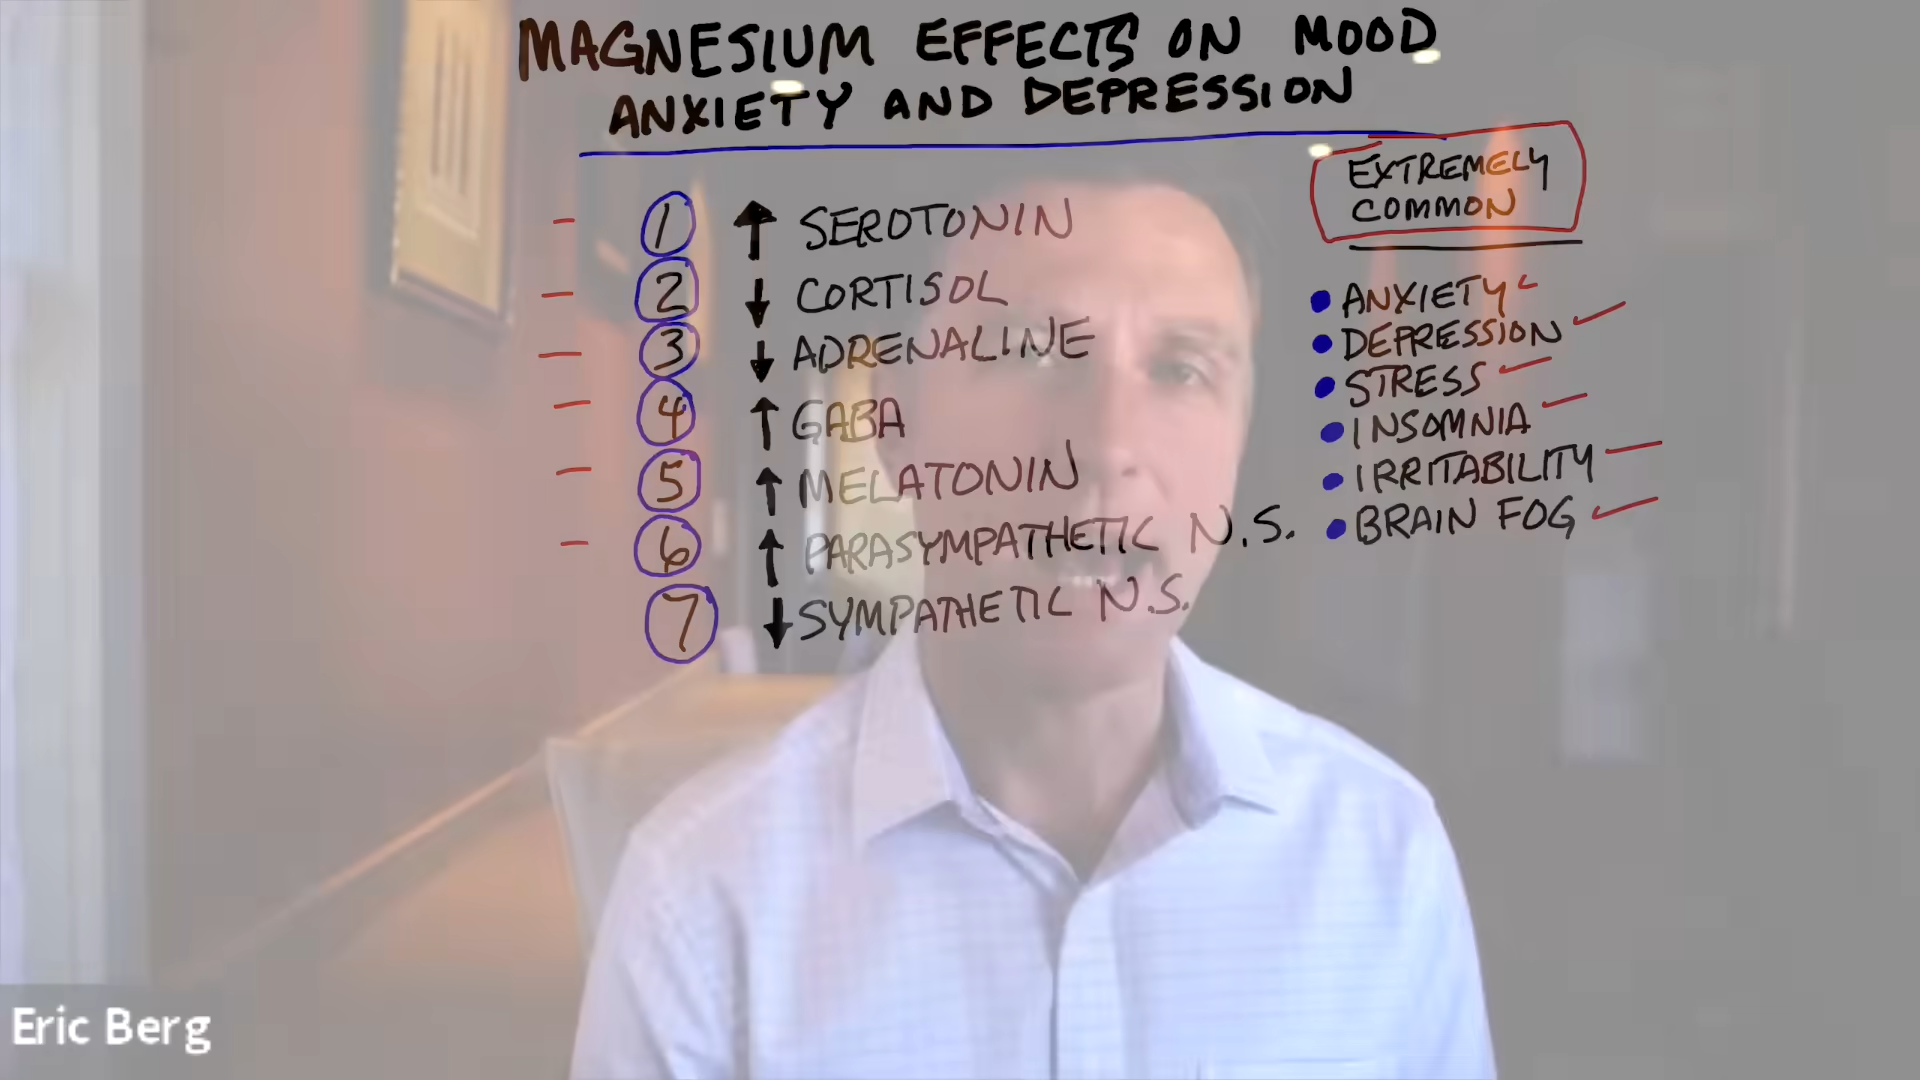 MAGNESIUM EFFECTS ON MOOD
ANXIETY AND DEPRESSION
1 ↑ SEROTONIN
2 ↓ CORTISOL
3 ↓ ADRENALINE
4 ↑ GABA
5 ↑ MELATONIN
6 ↑ PARASYMPATHETIC N.S.
7 ↓ SYMPATHETIC N.S.
EXTREMELY
COMMON
• ANXIETY
• DEPRESSION
• STRESS
• INSOMNIA
• IRRITABILITY
• BRAIN FOG
Eric Berg